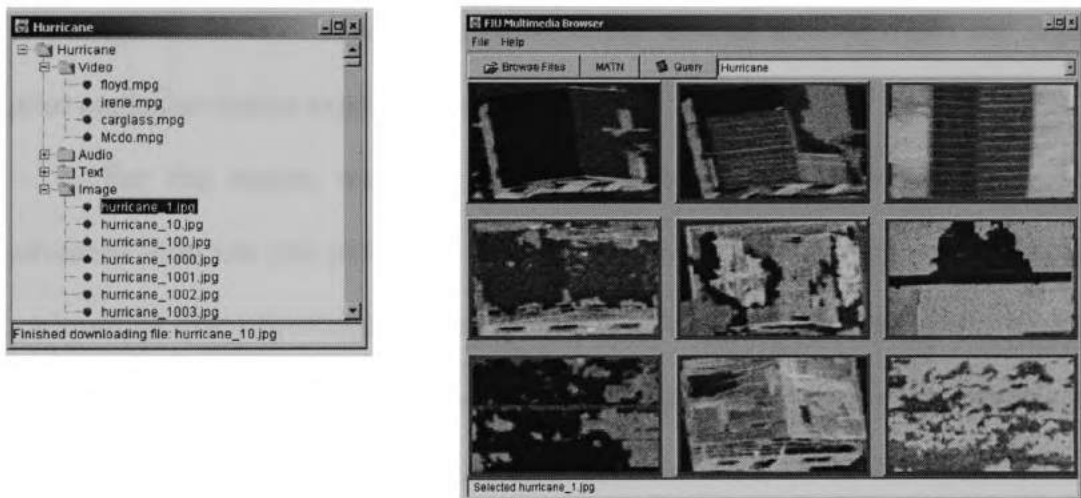 Hurricane
Hurricane
Video
floyd.mpg
irene.mpg
carglass.mpg
Mcdo.mpg
Audio
Text
Image
hurricane_1.jpg
hurricane_10.jpg
hurricane_100.jpg
hurricane_1000.jpg
hurricane_1001.jpg
hurricane_1002.jpg
hurricane_1003.jpg
Finished downloading file: hurricane_10.jpg
FIU Multimedia Browser
File Help
Browse Files MATN Query Hurricane
Selected hurricane_1.jpg